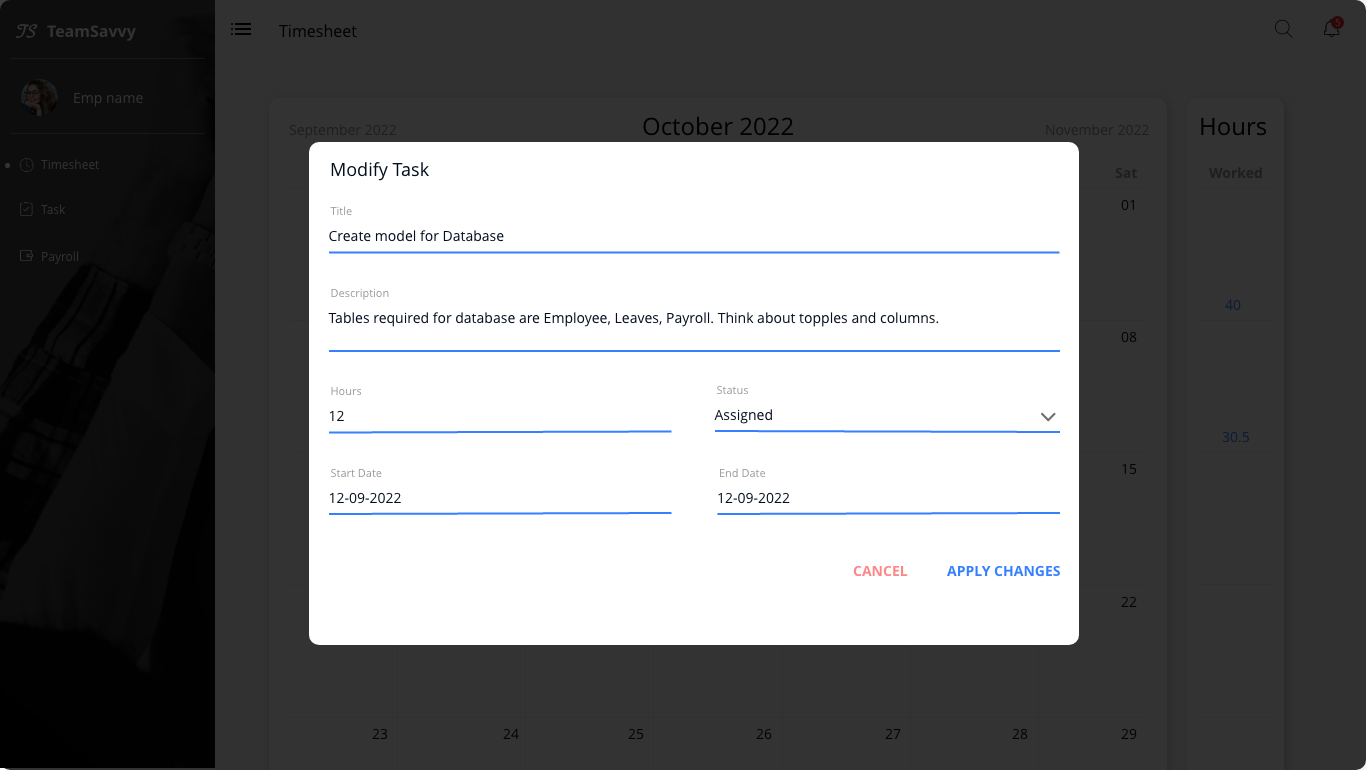 TS TeamSavvy
Timesheet
5
Emp name
September 2022 October 2022 November 2022 Hours
Timesheet
Task
Payroll
Sat Worked
01
40
08
30.5
15
22
23 24 25 26 27 28 29
Modify Task
Title
Create model for Database
Description
Tables required for database are Employee, Leaves, Payroll. Think about topples and columns.
Hours Status
12 Assigned
Start Date End Date
12-09-2022 12-09-2022
CANCEL APPLY CHANGES